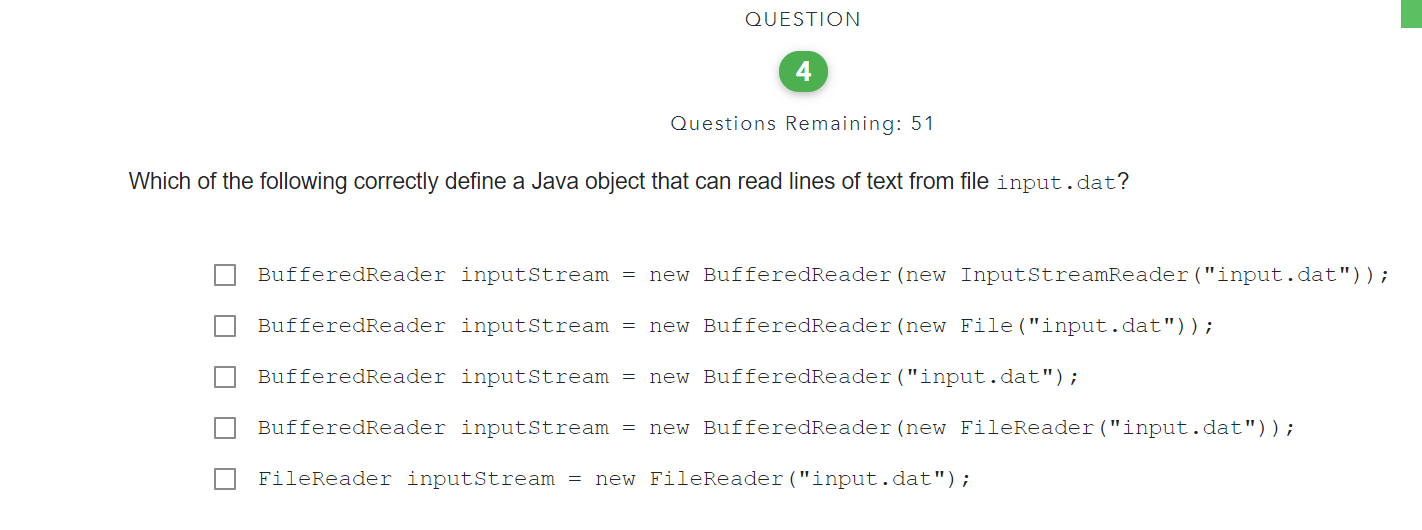 QUESTION
4
Questions Remaining: 51
Which of the following correctly define a Java object that can read lines of text from file input.dat?
BufferedReader inputStream = new BufferedReader(new InputStreamReader("input.dat"));
BufferedReader inputStream = new BufferedReader(new File("input.dat"));
BufferedReader inputStream = new BufferedReader("input.dat");
BufferedReader inputStream = new BufferedReader(new FileReader("input.dat"));
FileReader inputStream = new FileReader("input.dat");